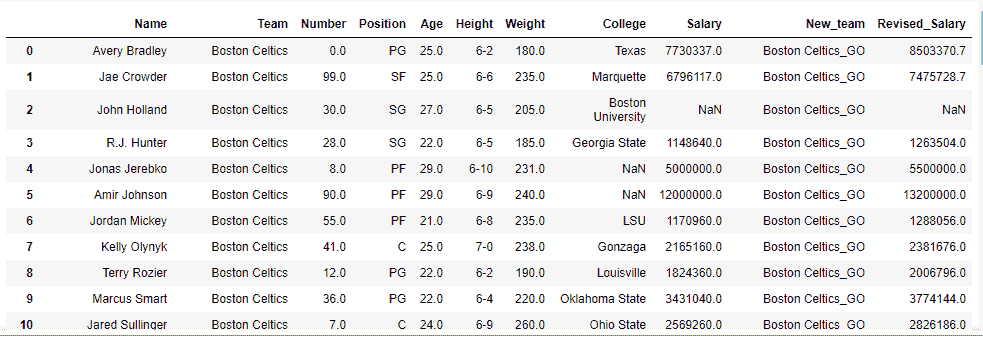 Name Team Number Position Age Height Weight College Salary New_team Revised_Salary
0 Avery Bradley Boston Celtics 0.0 PG 25.0 6-2 180.0 Texas 7730337.0 Boston Celtics_GO 8503370.7
1 Jae Crowder Boston Celtics 99.0 SF 25.0 6-6 235.0 Marquette 6796117.0 Boston Celtics_GO 7475728.7
2 John Holland Boston Celtics 30.0 SG 27.0 6-5 205.0 Boston University NaN Boston Celtics_GO NaN
3 R.J. Hunter Boston Celtics 28.0 SG 22.0 6-5 185.0 Georgia State 1148640.0 Boston Celtics_GO 1263504.0
4 Jonas Jerebko Boston Celtics 8.0 PF 29.0 6-10 231.0 NaN 5000000.0 Boston Celtics_GO 5500000.0
5 Amir Johnson Boston Celtics 90.0 PF 29.0 6-9 240.0 NaN 12000000.0 Boston Celtics_GO 13200000.0
6 Jordan Mickey Boston Celtics 55.0 PF 21.0 6-8 235.0 LSU 1170960.0 Boston Celtics_GO 1288056.0
7 Kelly Olynyk Boston Celtics 41.0 C 25.0 7-0 238.0 Gonzaga 2165160.0 Boston Celtics_GO 2381676.0
8 Terry Rozier Boston Celtics 12.0 PG 22.0 6-2 190.0 Louisville 1824360.0 Boston Celtics_GO 2006796.0
9 Marcus Smart Boston Celtics 36.0 PG 22.0 6-4 220.0 Oklahoma State 3431040.0 Boston Celtics_GO 3774144.0
10 Jared Sullinger Boston Celtics 7.0 C 24.0 6-9 260.0 Ohio State 2569260.0 Boston Celtics_GO 2826186.0